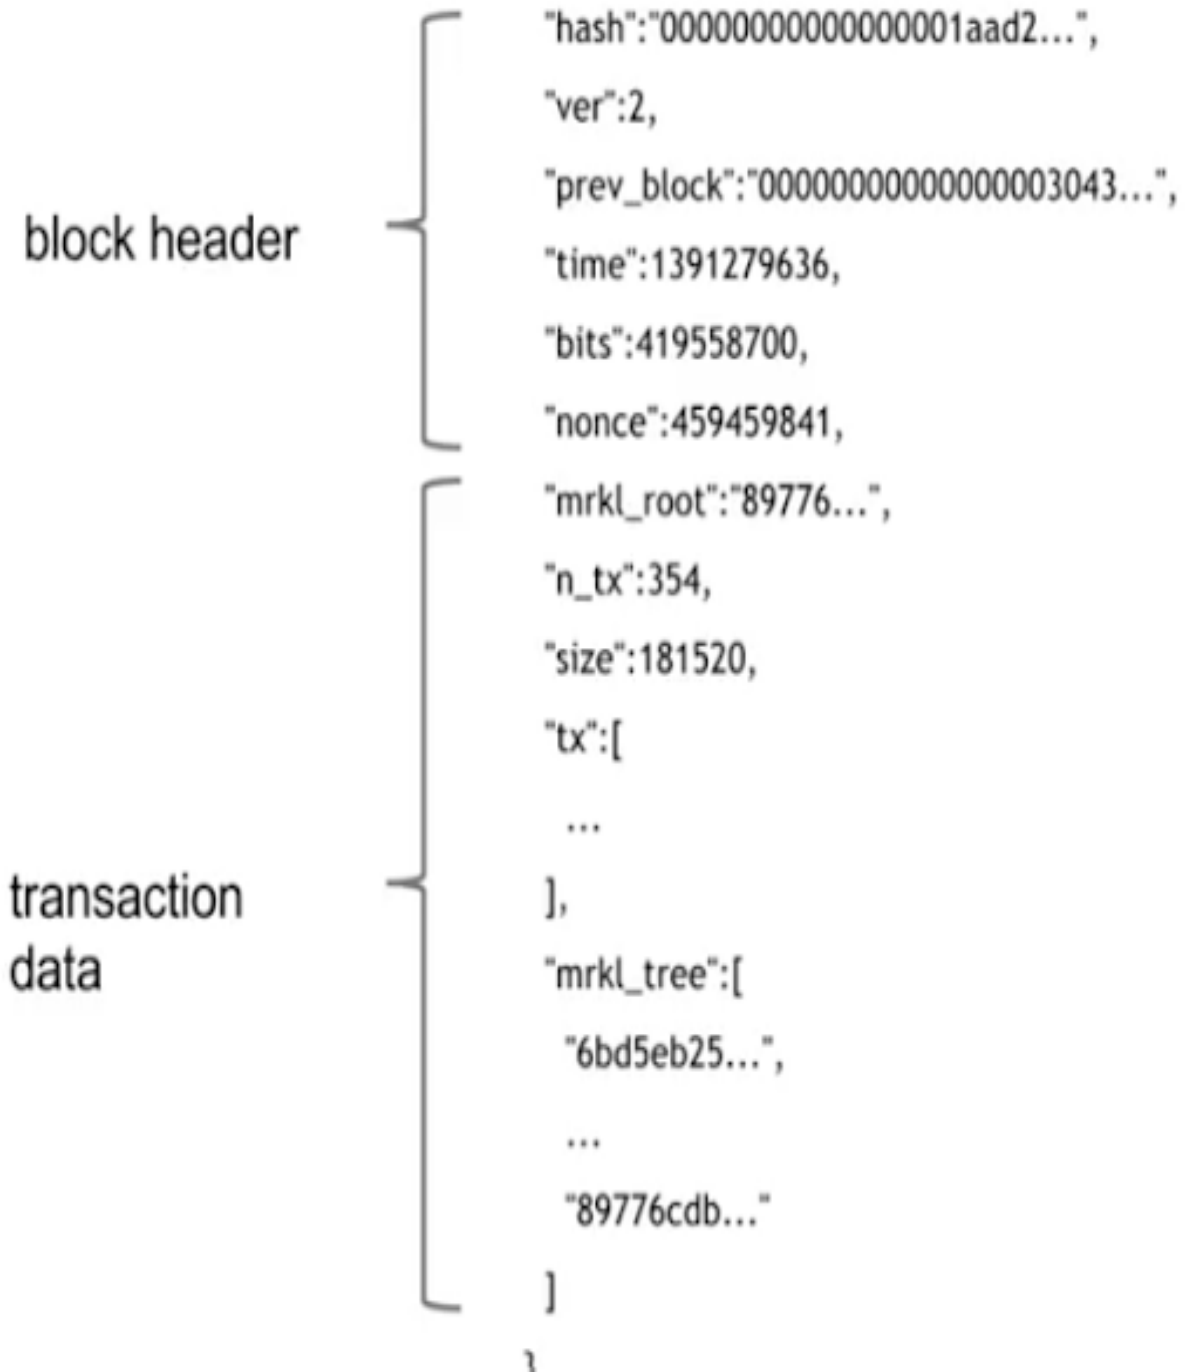 block header
"hash":"00000000000000001aad2...",
"ver":2,
"prev_block":"00000000000000003043...",
"time":1391279636,
"bits":419558700,
"nonce":459459841,
transaction
data
"mrkl_root":"89776...",
"n_tx":354,
"size":181520,
"tx":[
...
],
"mrkl_tree":[
"6bd5eb25...",
...
"89776cdb..."
]
}